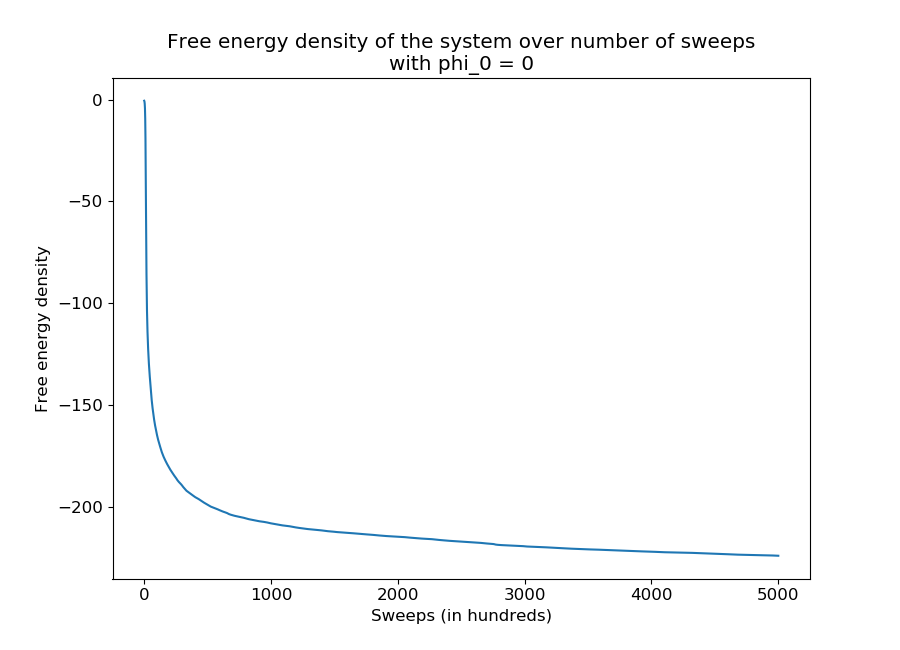 Free energy density of the system over number of sweeps
with phi_0 = 0
Free energy density
0
−50
−100
−150
−200
0 1000 2000 3000 4000 5000
Sweeps (in hundreds)